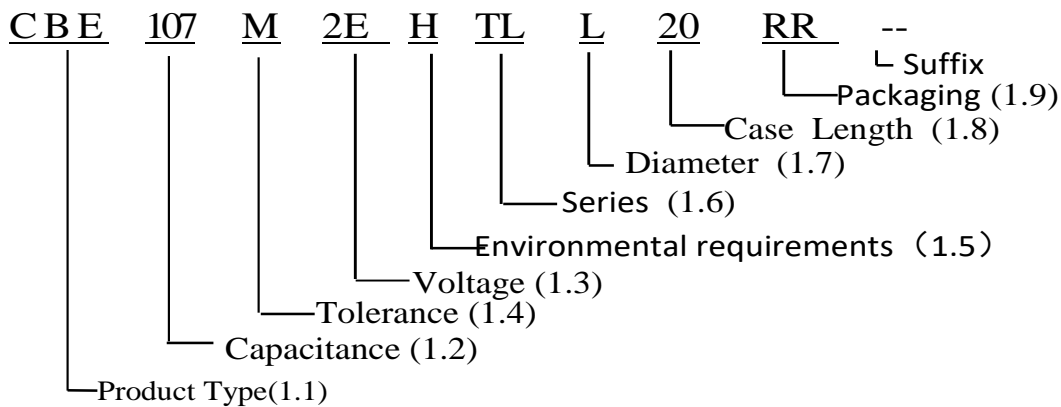 C B E 107 M 2E H TL L 20 RR --
Suffix
Packaging (1.9)
Case Length (1.8)
Diameter (1.7)
Series (1.6)
Environmental requirements（1.5）
Voltage (1.3)
Tolerance (1.4)
Capacitance (1.2)
Product Type(1.1)